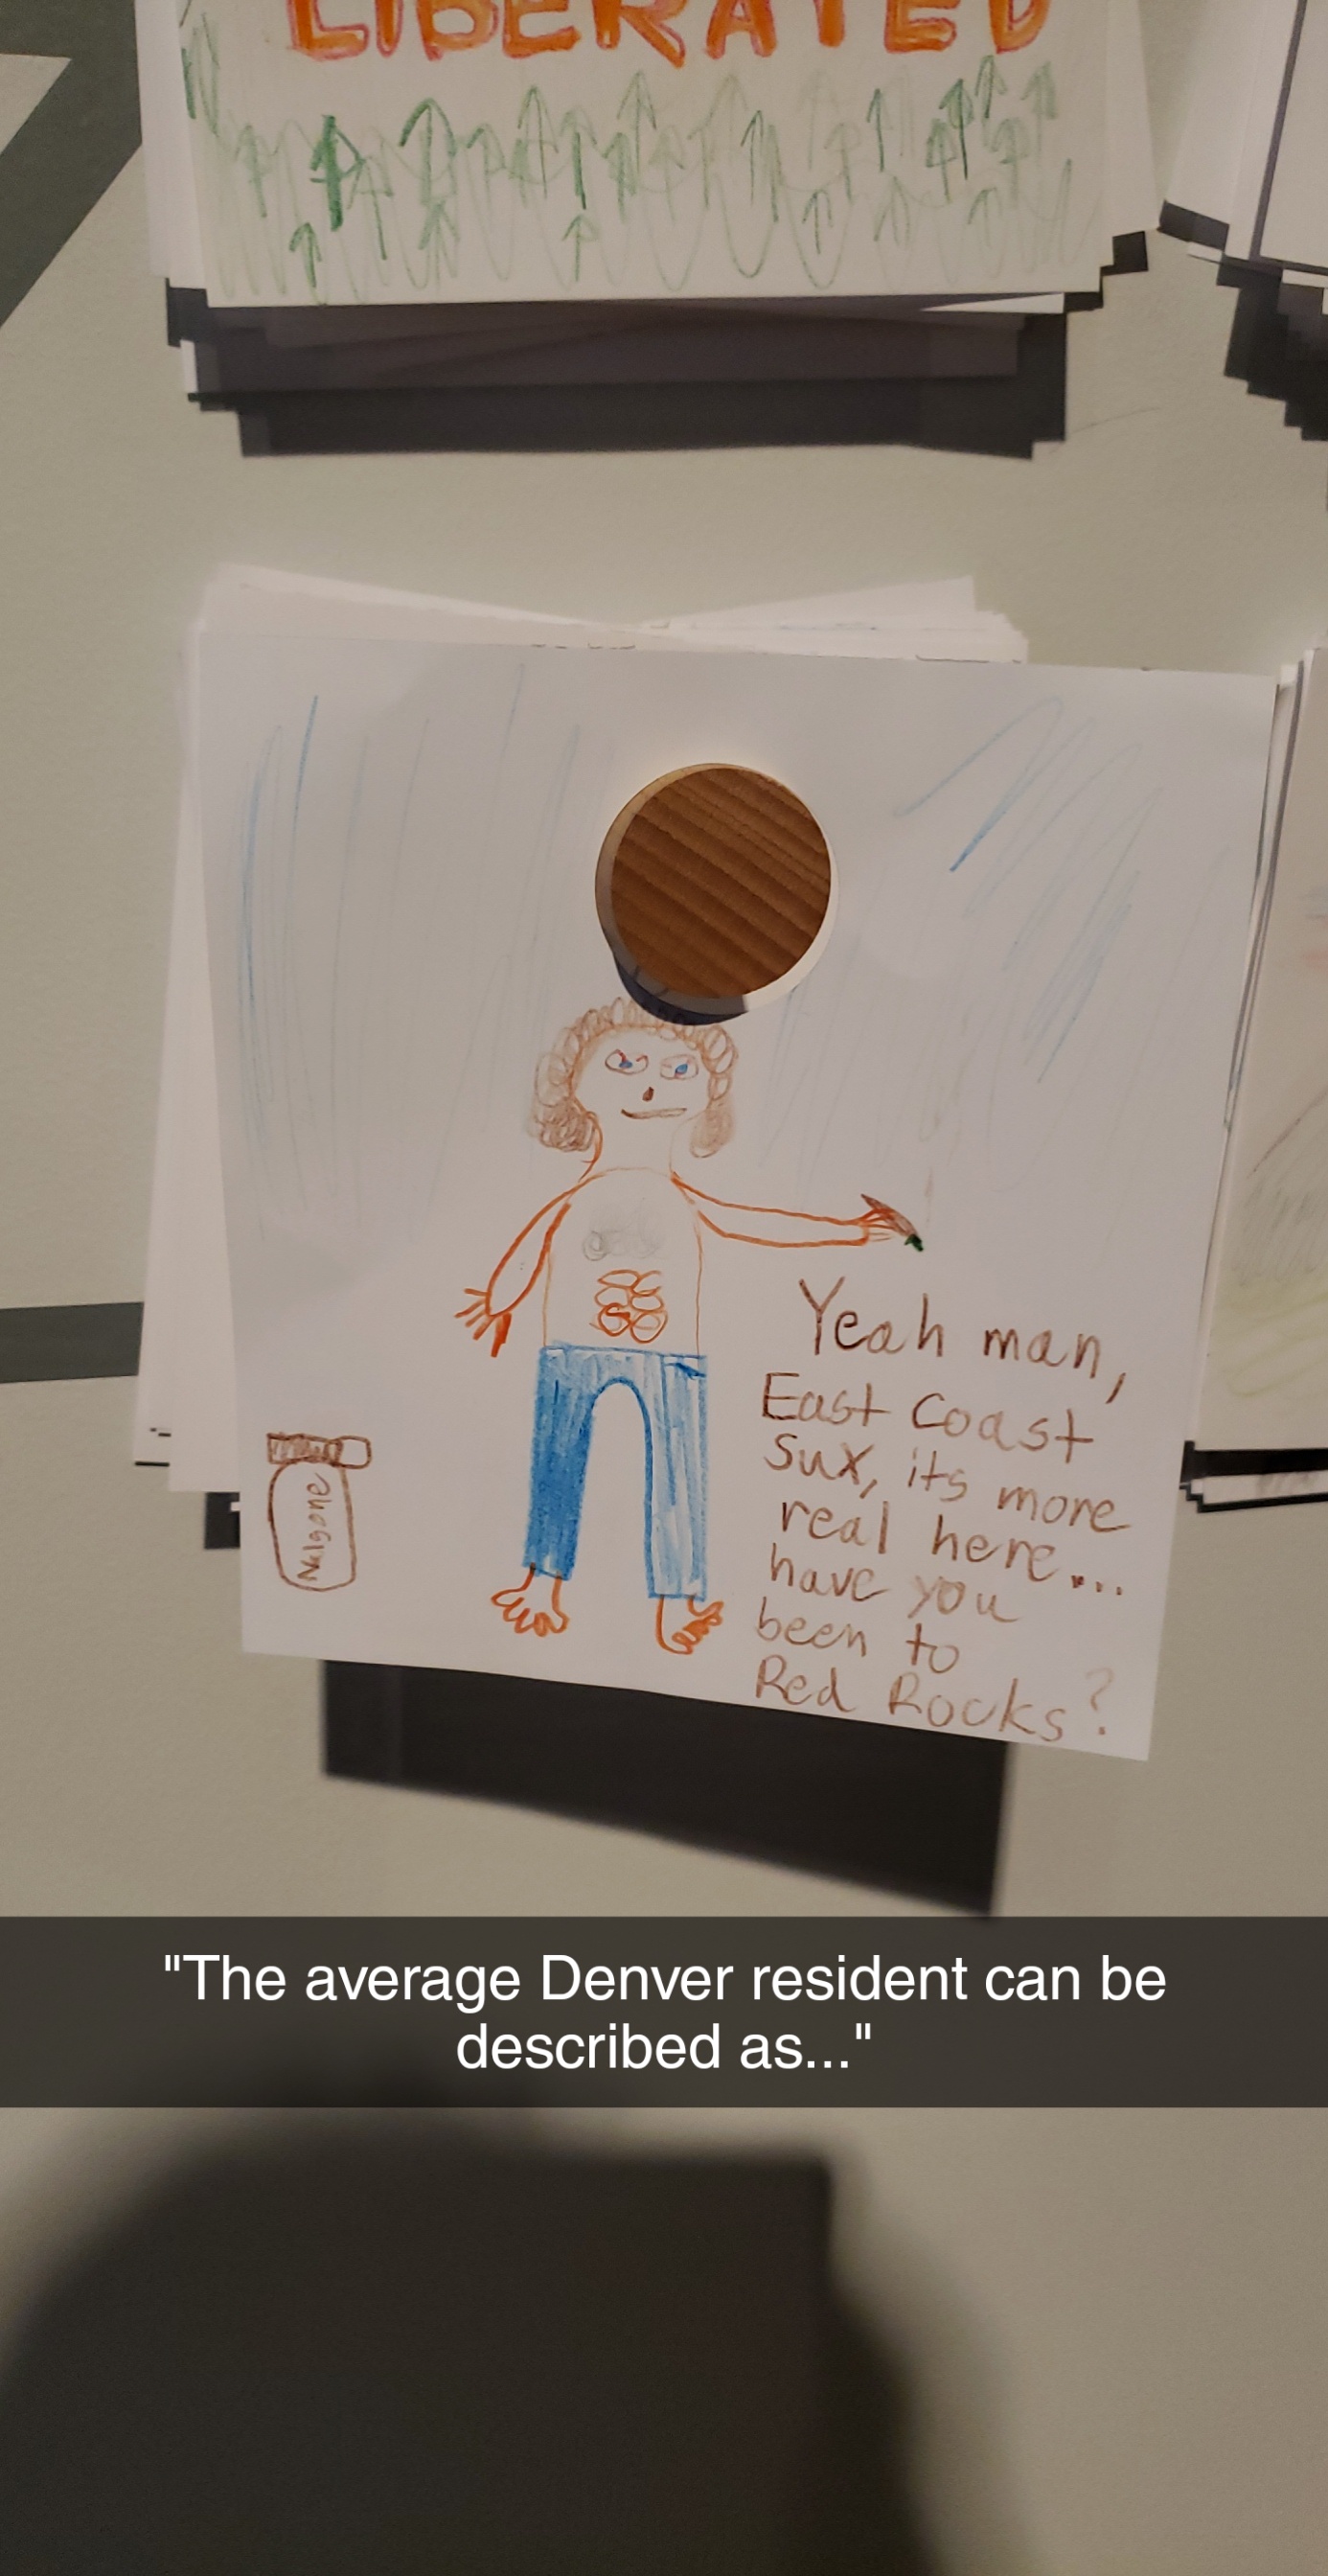 LIBERATED
Yeah man,
East Coast
sux, its more
real here...
have you
been to
Red Rocks?
Nalgone
"The average Denver resident can be
described as..."